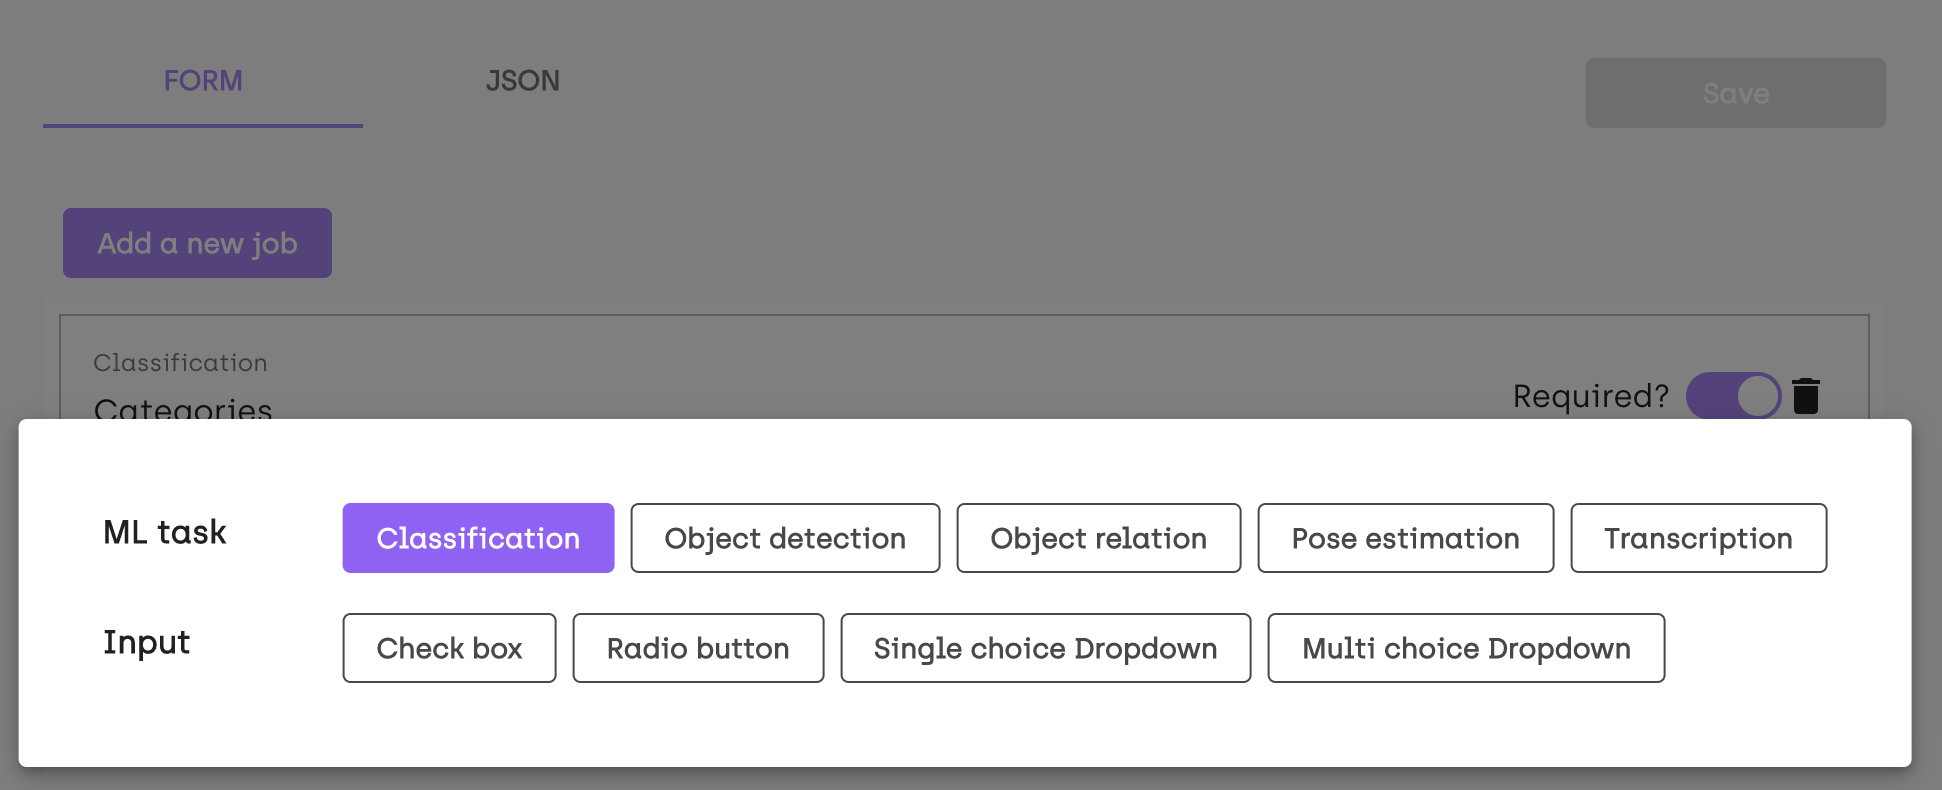 FORM JSON Save
Add a new job
Classification
Categories Required?
ML task Classification Object detection Object relation Pose estimation Transcription
Input Check box Radio button Single choice Dropdown Multi choice Dropdown